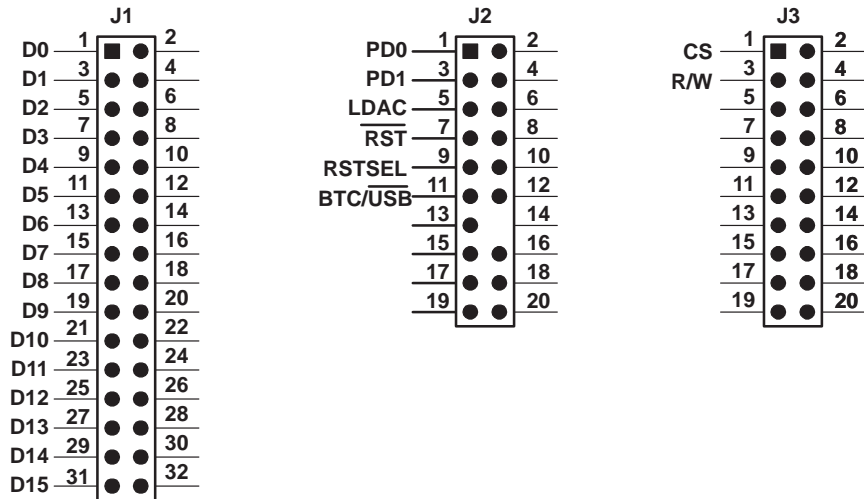 J1
D0 1 2
D1 3 4
D2 5 6
D3 7 8
D4 9 10
D5 11 12
D6 13 14
D7 15 16
D8 17 18
D9 19 20
D10 21 22
D11 23 24
D12 25 26
D13 27 28
D14 29 30
D15 31 32
J2
PD0 1 2
PD1 3 4
LDAC 5 6
RST 7 8
RSTSEL 9 10
BTC/USB 11 12
13 14
15 16
17 18
19 20
J3
CS 1 2
R/W 3 4
5 6
7 8
9 10
11 12
13 14
15 16
17 18
19 20